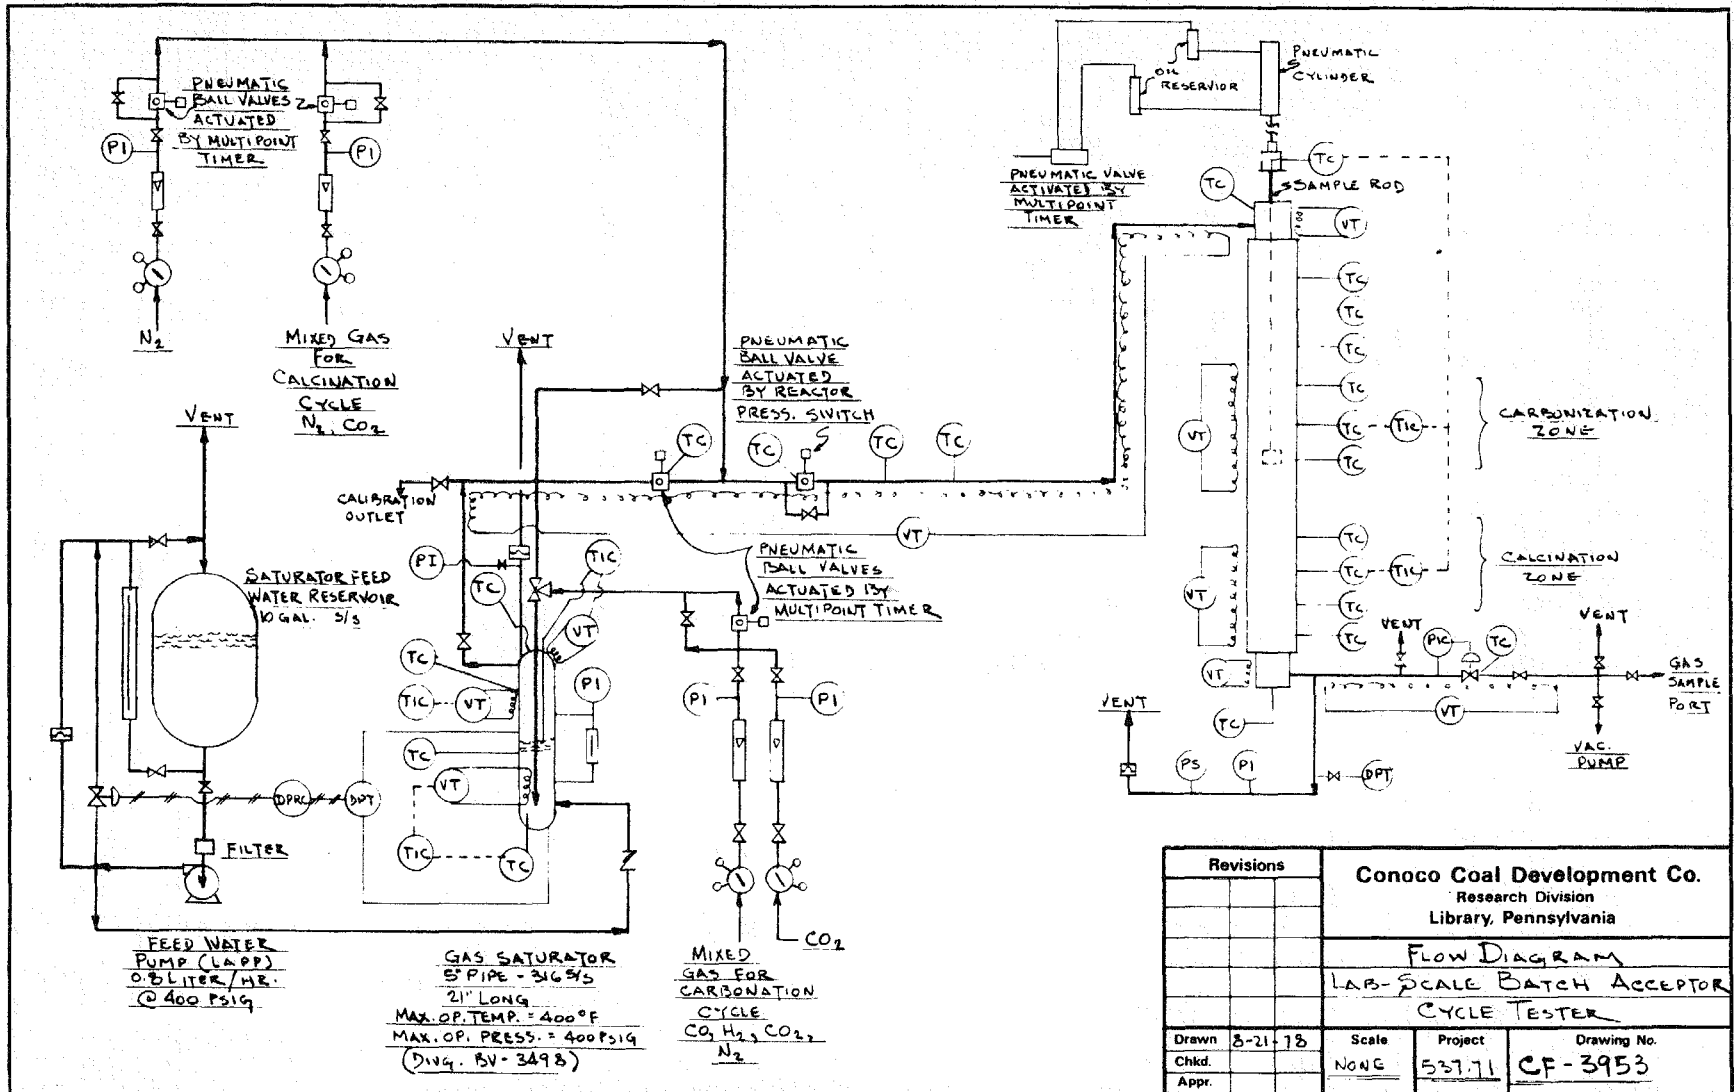 PNEUMATIC
BALL VALVES 2
ACTUATED
BY MULTIPOINT
TIMER
PI
PI
N2
MIXED GAS
FOR
CALCINATION
CYCLE
N2, CO2
VENT
VENT
PNEUMATIC
BALL VALVE
ACTUATED
BY REACTOR
PRESS. SWITCH
PNEUMATIC
CYLINDER
OIL
RESERVIOR
PNEUMATIC VALVE
ACTIVATED BY
MULTIPOINT
TIMER
TC
TC
SAMPLE ROD
VT
TC
TC
TC
TC
TC
TIC
TC
VT
CARBONIZATION
ZONE
TC
TC
TIC
TC
TC
VT
CALCINATION
ZONE
VT
TC
TC
TC
TC
TC
CALIBRATION
OUTLET
VT
PI
TIC
TC
PNEUMATIC
BALL VALVES
ACTUATED BY
MULTIPOINT TIMER
SATURATOR FEED
WATER RESERVOIR
10 GAL. S/S
VT
TC
TIC
VT
PI
TC
VT
DPRC
DPT
TIC
TC
PI
PI
FILTER
VENT
PIC
TC
VENT
GAS
SAMPLE
PORT
VT
VAC.
PUMP
VENT
PS
PI
DPT
FEED WATER
PUMP (LAPP)
0.8 LITER/HR.
@ 400 PSIG
GAS SATURATOR
5" PIPE - 316 S/S
21" LONG
MAX. OP. TEMP. = 400°F
MAX. OP. PRESS. = 400 PSIG
(DWG. BV-3498)
MIXED
GAS FOR
CARBONATION
CYCLE
CO, H2, CO2,
N2
CO2
Revisions
Conoco Coal Development Co.
Research Division
Library, Pennsylvania
FLOW DIAGRAM
LAB-SCALE BATCH ACCEPTOR
CYCLE TESTER
Drawn 8-21-78
Chkd.
Appr.
Scale
NONE
Project
537.71
Drawing No.
CF-3953